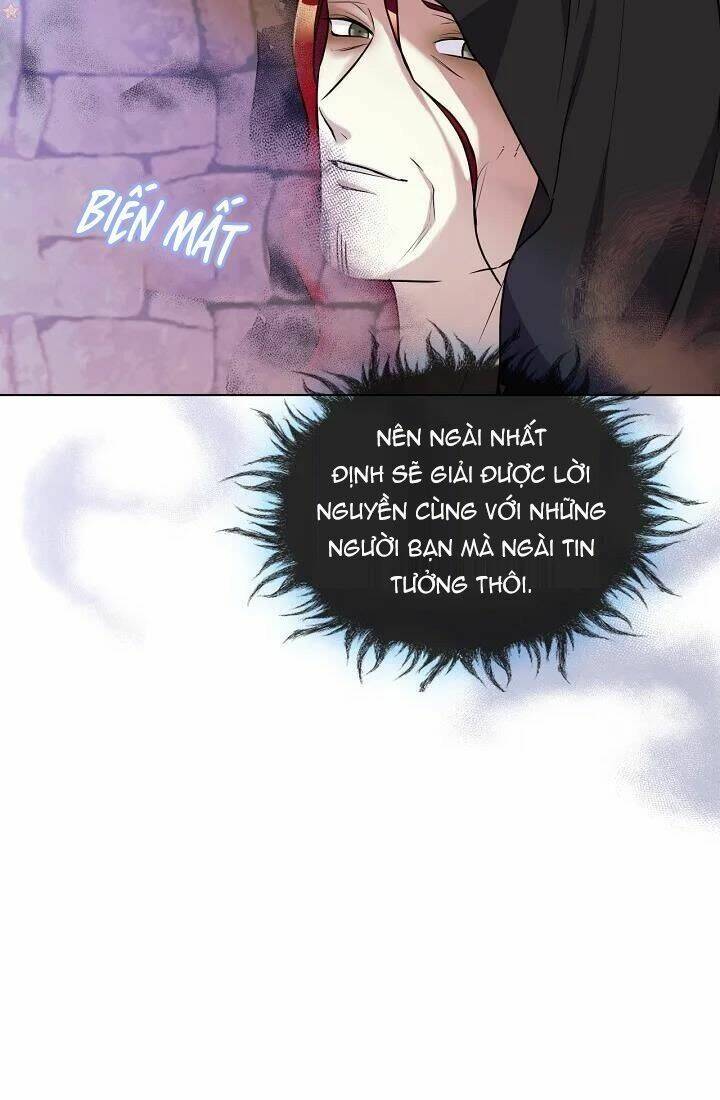 BIẾN MẤT
NÊN NGÀI NHẤT
ĐỊNH SẼ GIẢI ĐƯỢC LỜI
NGUYỀN CÙNG VỚI NHỮNG
NGƯỜI BẠN MÀ NGÀI TIN
TƯỞNG THÔI.